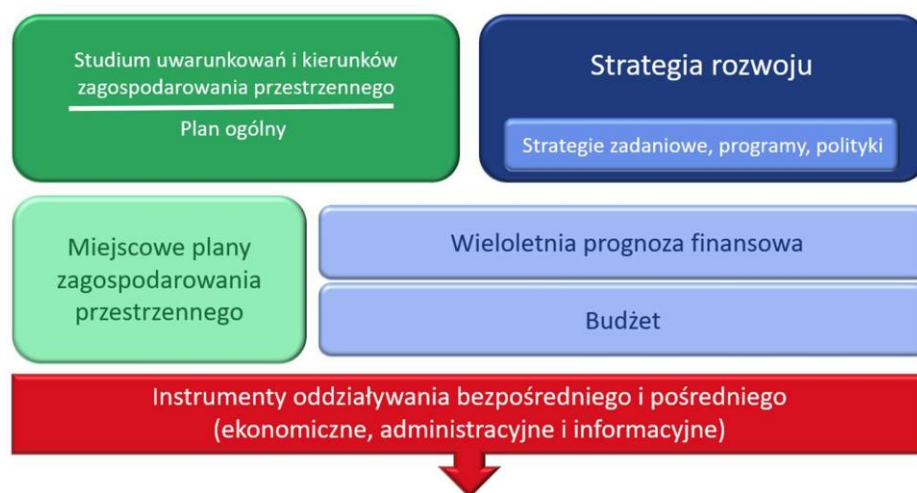 Studium uwarunkowań i kierunków
zagospodarowania przestrzennego
Plan ogólny
Strategia rozwoju
Strategie zadaniowe, programy, polityki
Miejscowe plany
zagospodarowania
przestrzennego
Wieloletnia prognoza finansowa
Budżet
Instrumenty oddziaływania bezpośredniego i pośredniego
(ekonomiczne, administracyjne i informacyjne)